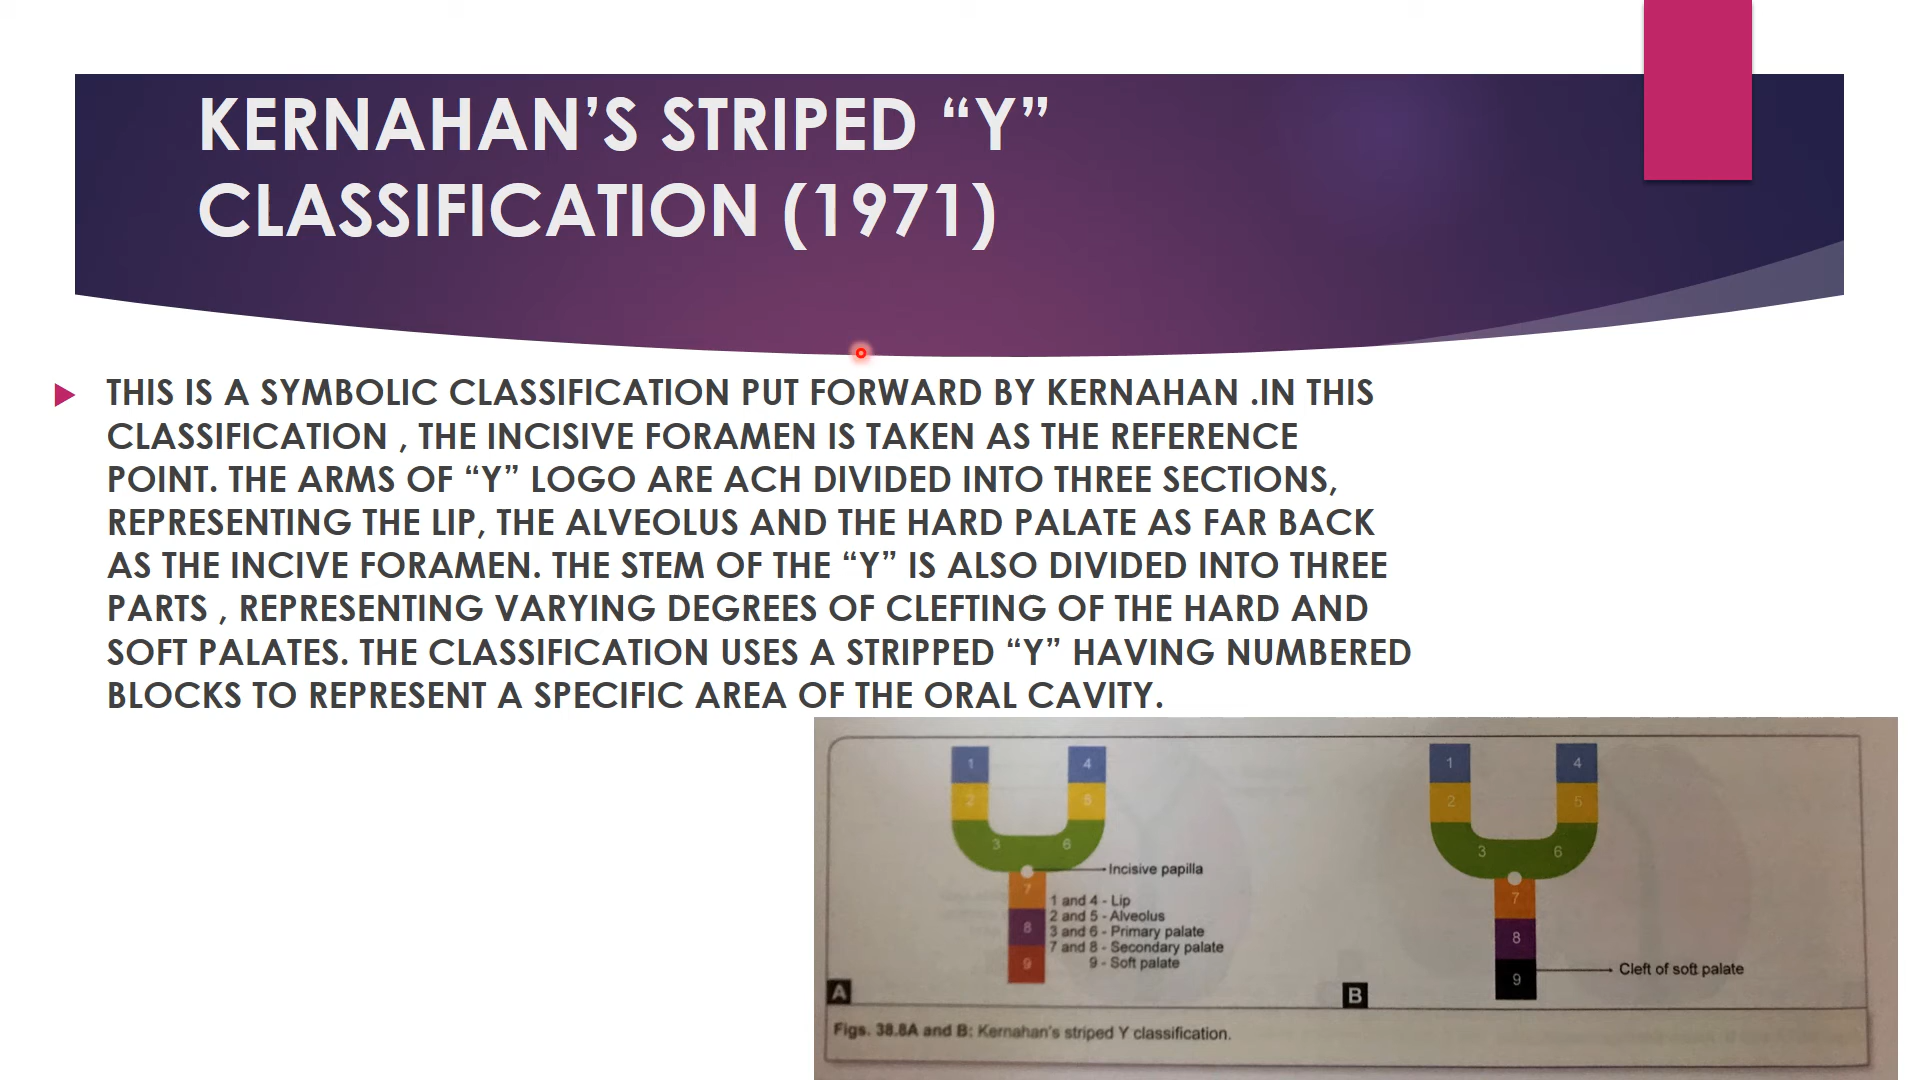 KERNAHAN’S STRIPED “Y”
CLASSIFICATION (1971)
THIS IS A SYMBOLIC CLASSIFICATION PUT FORWARD BY KERNAHAN .IN THIS
CLASSIFICATION , THE INCISIVE FORAMEN IS TAKEN AS THE REFERENCE
POINT. THE ARMS OF “Y” LOGO ARE ACH DIVIDED INTO THREE SECTIONS,
REPRESENTING THE LIP, THE ALVEOLUS AND THE HARD PALATE AS FAR BACK
AS THE INCIVE FORAMEN. THE STEM OF THE “Y” IS ALSO DIVIDED INTO THREE
PARTS , REPRESENTING VARYING DEGREES OF CLEFTING OF THE HARD AND
SOFT PALATES. THE CLASSIFICATION USES A STRIPPED “Y” HAVING NUMBERED
BLOCKS TO REPRESENT A SPECIFIC AREA OF THE ORAL CAVITY.
1 4
2 5
3 6
Incisive papilla
7
1 and 4 - Lip
2 and 5 - Alveolus
8
3 and 6 - Primary palate
7 and 8 - Secondary palate
9
9 - Soft palate
A
1 4
2 5
3 6
7
8
9
Cleft of soft palate
B
Figs. 38.8A and B: Kernahan's striped Y classification.